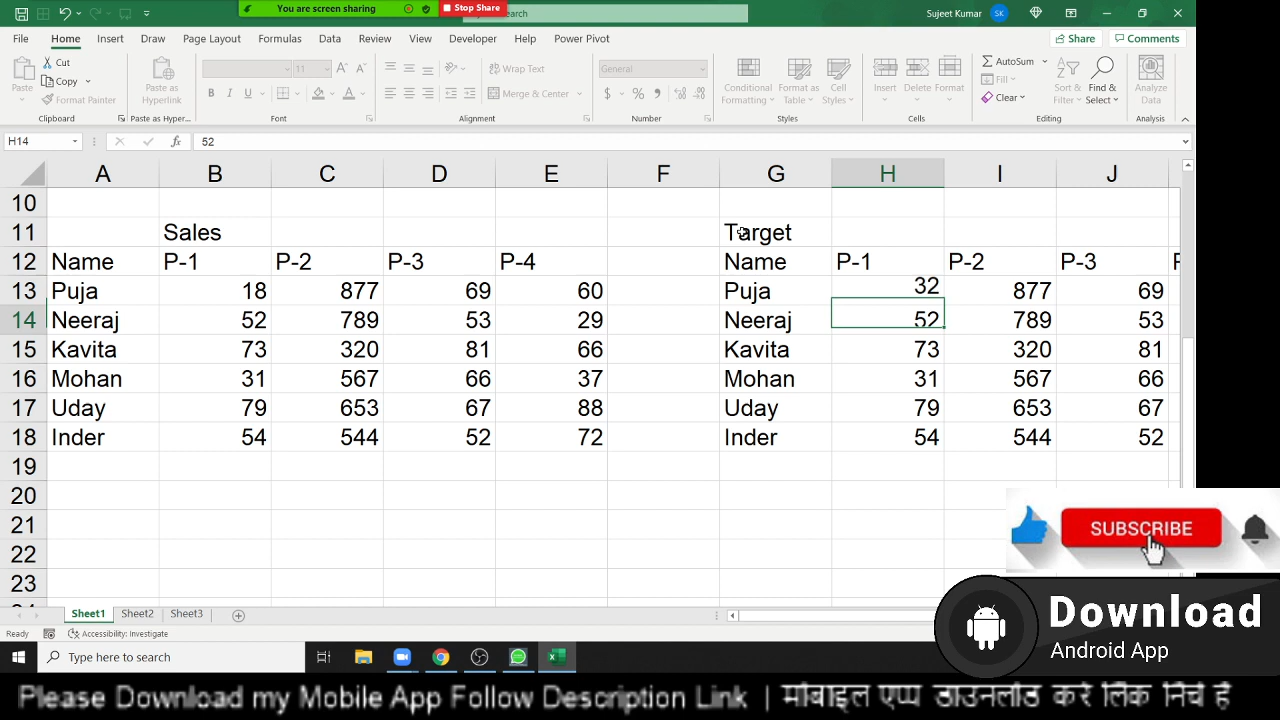 You are screen sharing Stop Share
earch Sujeet Kumar SK
File Home Insert Draw Page Layout Formulas Data Review View Developer Help Power Pivot Share Comments
Paste Cut Copy Format Painter Clipboard
Paste as Hyperlink Paste as Hyper...
11 B I U A Font
Wrap Text Merge & Center Alignment
General $ % Number
Conditional Formatting Format as Table Cell Styles Styles
Insert Delete Format Cells
AutoSum Fill Clear Sort & Filter Find & Select Editing
Analyze Data Analysis
H14 fx 52
A B C D E F G H I J
10
11 Sales Target
12 Name P-1 P-2 P-3 P-4 Name P-1 P-2 P-3
13 Puja 18 877 69 60 Puja 32 877 69
14 Neeraj 52 789 53 29 Neeraj 52 789 53
15 Kavita 73 320 81 66 Kavita 73 320 81
16 Mohan 31 567 66 37 Mohan 31 567 66
17 Uday 79 653 67 88 Uday 79 653 67
18 Inder 54 544 52 72 Inder 54 544 52
19
20
21
22
23
SUBSCRIBE
Sheet1 Sheet2 Sheet3
Ready Accessibility: Investigate
Download
Android App
Type here to search
Please Download my Mobile App Follow Description Link | मोबाइल एप्प डाउनलोड करे लिंक निचे है